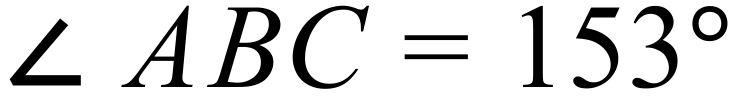 ∠ ABC = 153°